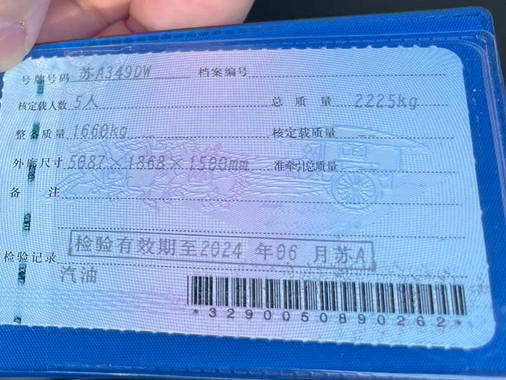 号牌号码 苏A349DW 档案编号
核定载人数 5人 总质量 2225kg
整备质量 1660kg 核定载质量
外廓尺寸 5087×1868×1500mm 准牵引总质量
备注
检验记录 检验有效期至2024年06月苏A
汽油
*3290050890262*